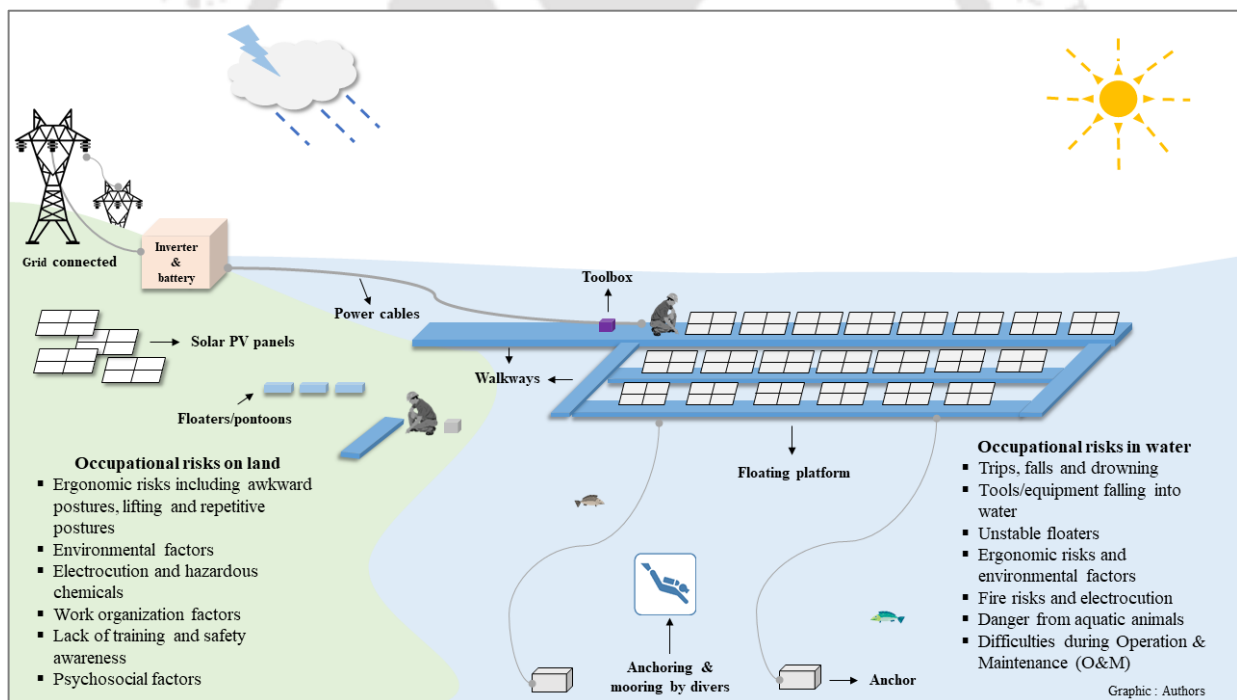 Grid connected
Inverter
&
battery
Toolbox
Power cables
Solar PV panels
Walkways
Floaters/pontoons
Floating platform
Occupational risks on land
▪ Ergonomic risks including awkward
postures, lifting and repetitive
postures
▪ Environmental factors
▪ Electrocution and hazardous
chemicals
▪ Work organization factors
▪ Lack of training and safety
awareness
▪ Psychosocial factors
Anchoring &
mooring by divers
Anchor
Occupational risks in water
▪ Trips, falls and drowning
▪ Tools/equipment falling into
water
▪ Unstable floaters
▪ Ergonomic risks and
environmental factors
▪ Fire risks and electrocution
▪ Danger from aquatic animals
▪ Difficulties during Operation &
Maintenance (O&M)
Graphic : Authors